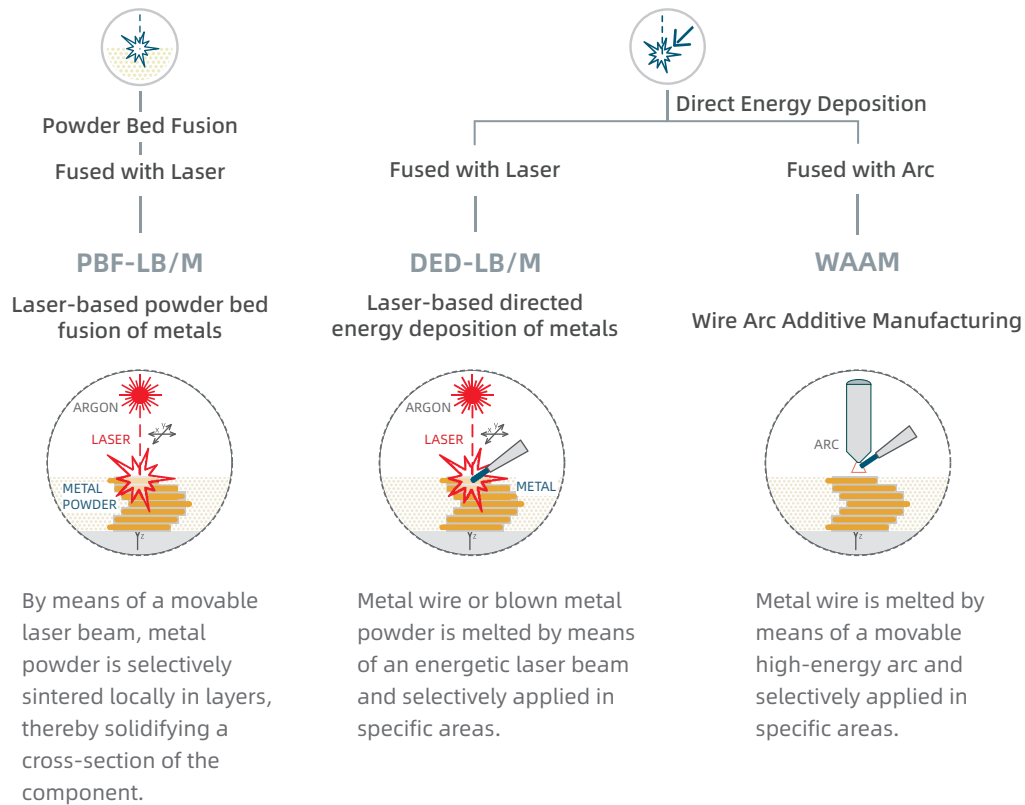 Powder Bed Fusion
Fused with Laser
PBF-LB/M
Laser-based powder bed
fusion of metals
ARGON
LASER
x
y
METAL
POWDER
z
By means of a movable
laser beam, metal
powder is selectively
sintered locally in layers,
thereby solidifying a
cross-section of the
component.
Direct Energy Deposition
Fused with Laser
DED-LB/M
Laser-based directed
energy deposition of metals
ARGON
LASER
x
y
METAL
z
Metal wire or blown metal
powder is melted by means
of an energetic laser beam
and selectively applied in
specific areas.
Fused with Arc
WAAM
Wire Arc Additive Manufacturing
ARC
z
Metal wire is melted by
means of a movable
high-energy arc and
selectively applied in
specific areas.